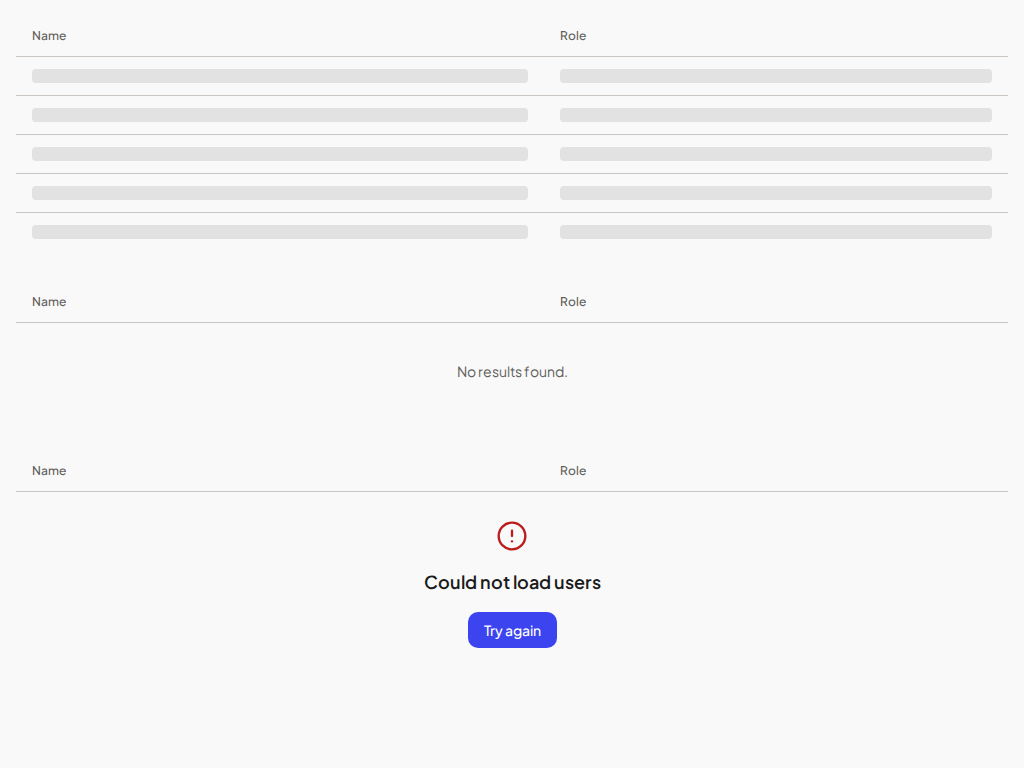 Name Role
Name Role
No results found.
Name Role
Could not load users
Try again